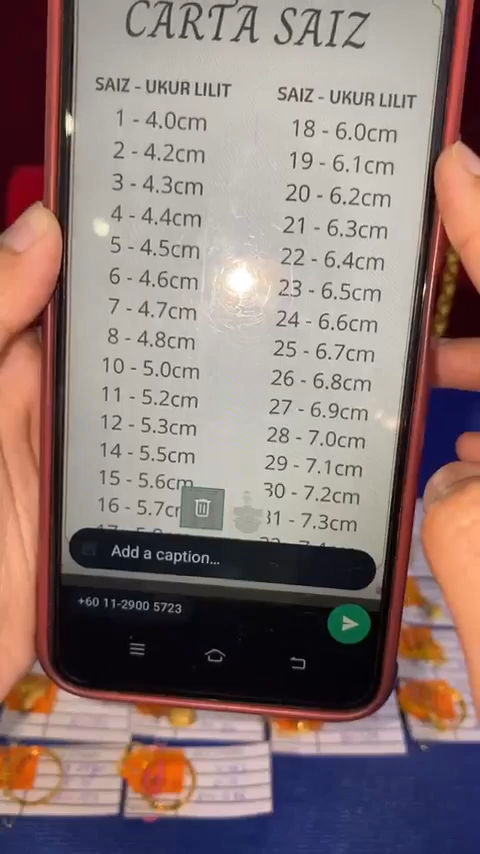 CARTA SAIZ
SAIZ - UKUR LILIT
1 - 4.0cm
2 - 4.2cm
3 - 4.3cm
4 - 4.4cm
5 - 4.5cm
6 - 4.6cm
7 - 4.7cm
8 - 4.8cm
10 - 5.0cm
11 - 5.2cm
12 - 5.3cm
14 - 5.5cm
15 - 5.6cm
16 - 5.7c
SAIZ - UKUR LILIT
18 - 6.0cm
19 - 6.1cm
20 - 6.2cm
21 - 6.3cm
22 - 6.4cm
23 - 6.5cm
24 - 6.6cm
25 - 6.7cm
26 - 6.8cm
27 - 6.9cm
28 - 7.0cm
29 - 7.1cm
30 - 7.2cm
31 - 7.3cm
Add a caption...
+60 11-2900 5723